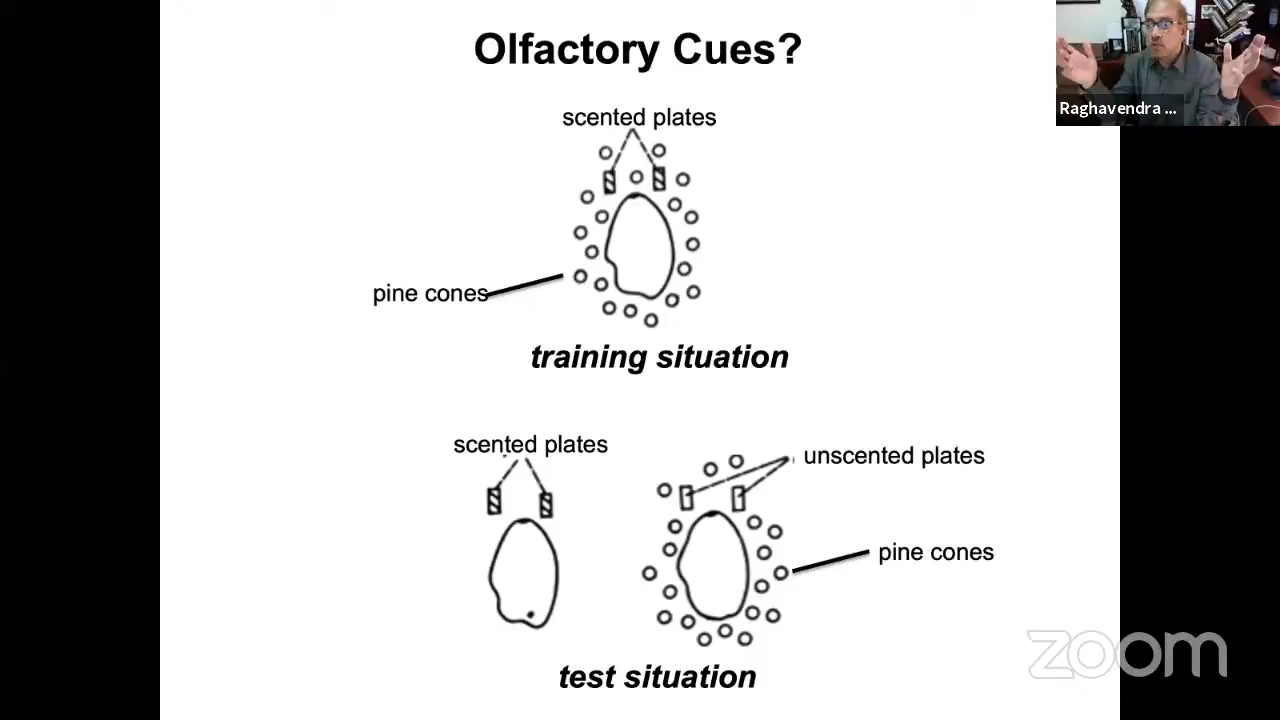 Olfactory Cues?
Raghavendra ...
scented plates
pine cones
training situation
scented plates
unscented plates
pine cones
test situation
zoom